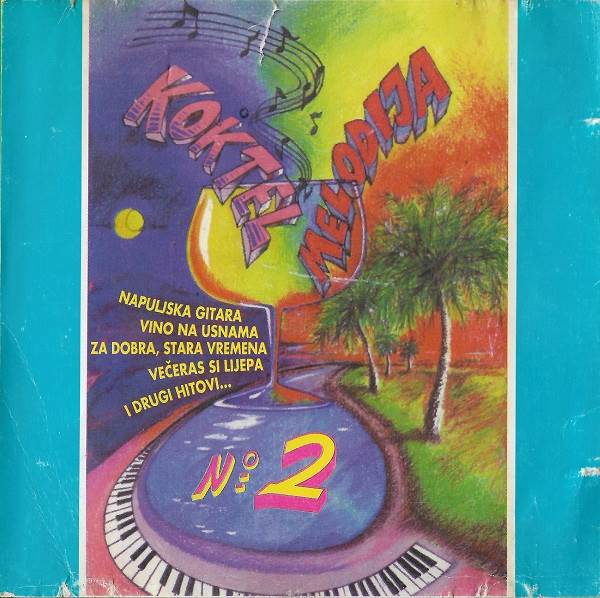 KOKTEL
MELODIJA
NAPULJSKA GITARA
VINO NA USNAMA
ZA DOBRA, STARA VREMENA
VEČERAS SI LIJEPA
I DRUGI HITOVI...
Nº 2